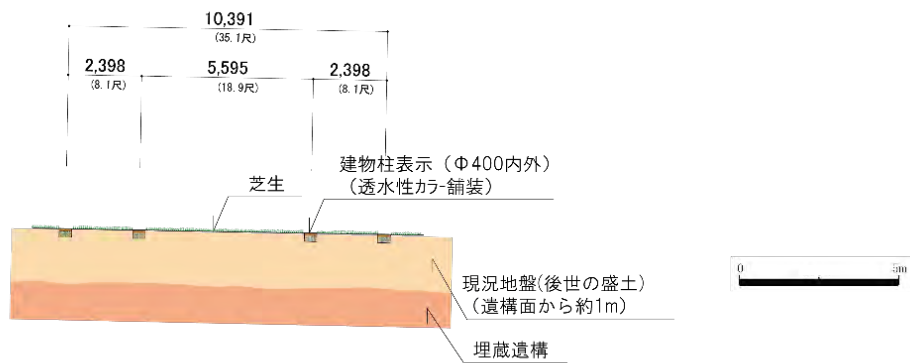 10,391
(35.1尺)
2,398
5,595
2,398
(8.1尺)
(18.9尺)
(8.1尺)
建物柱表示（Φ400内外）
（透水性カラー舗装）
芝生
現況地盤(後世の盛土)
（遺構面から約1m）
埋蔵遺構
0
5m